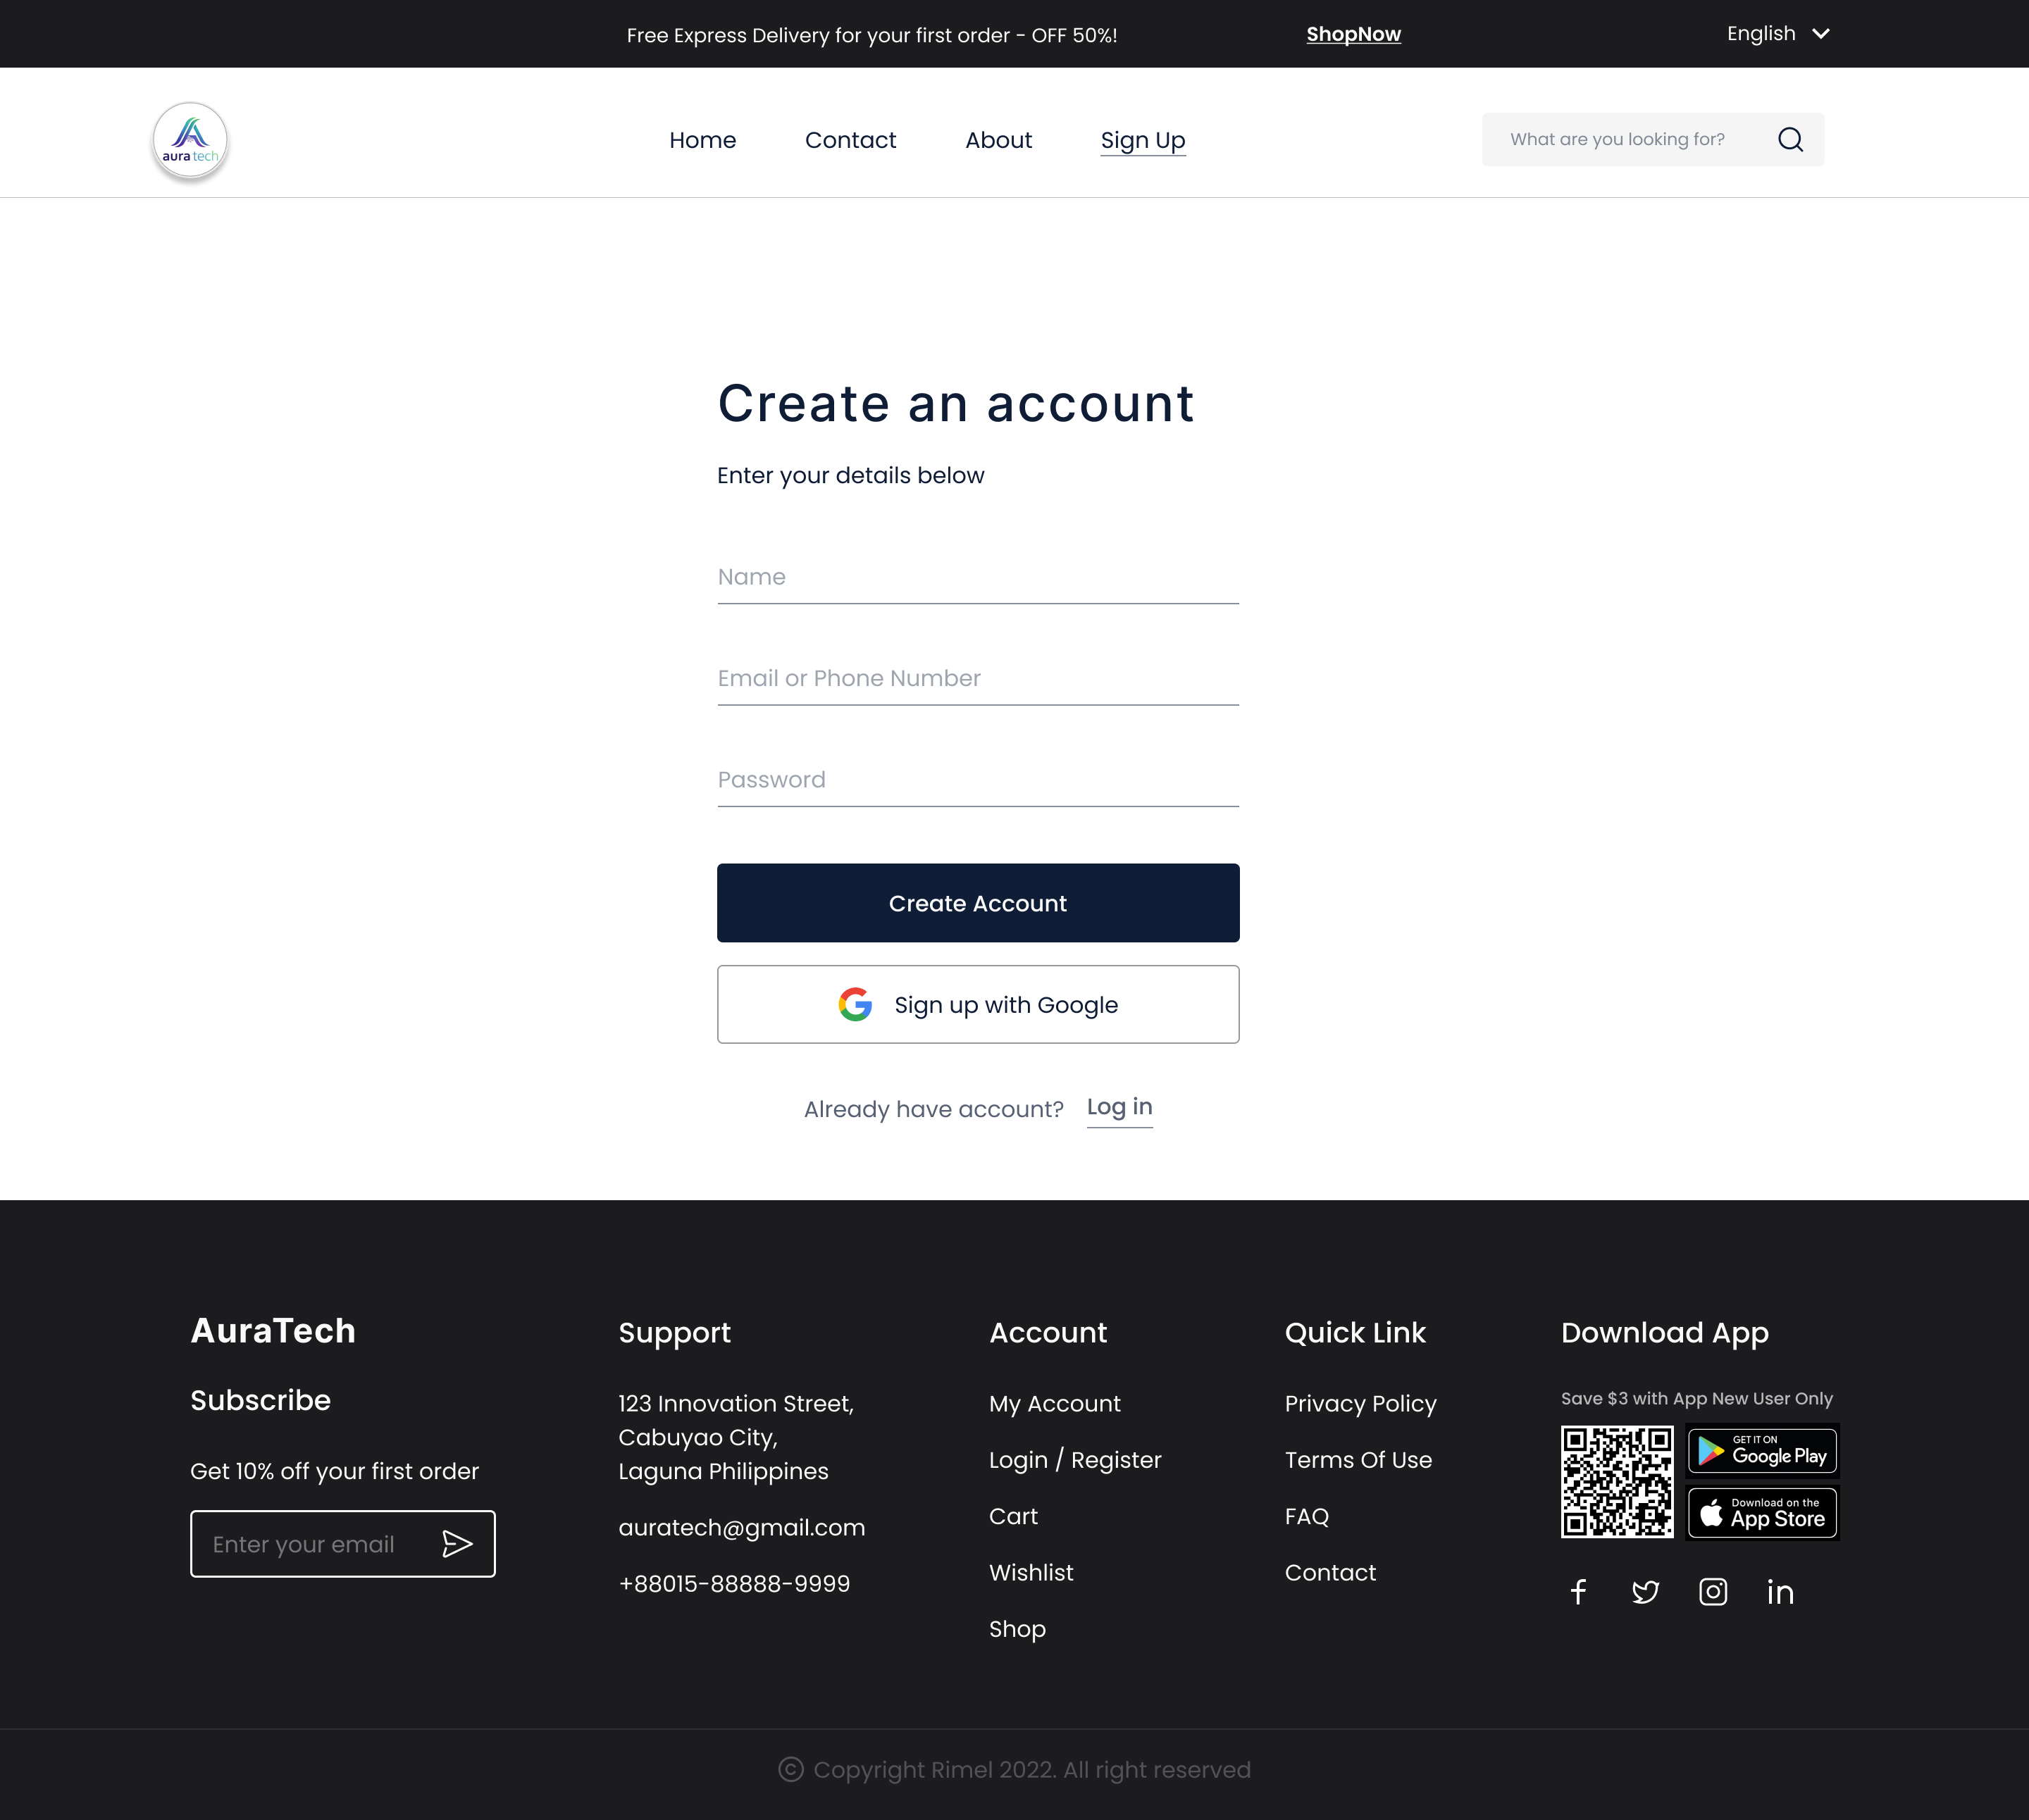 Free Express Delivery for your first order - OFF 50%!
ShopNow
English
aura tech
Home
Contact
About
Sign Up
What are you looking for?
Create an account
Enter your details below
Name
Email or Phone Number
Password
Create Account
Sign up with Google
Already have account?
Log in
AuraTech
Subscribe
Get 10% off your first order
Enter your email
Support
123 Innovation Street,
Cabuyao City,
Laguna Philippines
auratech@gmail.com
+88015-88888-9999
Account
My Account
Login / Register
Cart
Wishlist
Shop
Quick Link
Privacy Policy
Terms Of Use
FAQ
Contact
Download App
Save $3 with App New User Only
GET IT ON
Google Play
Download on the
App Store
© Copyright Rimel 2022. All right reserved